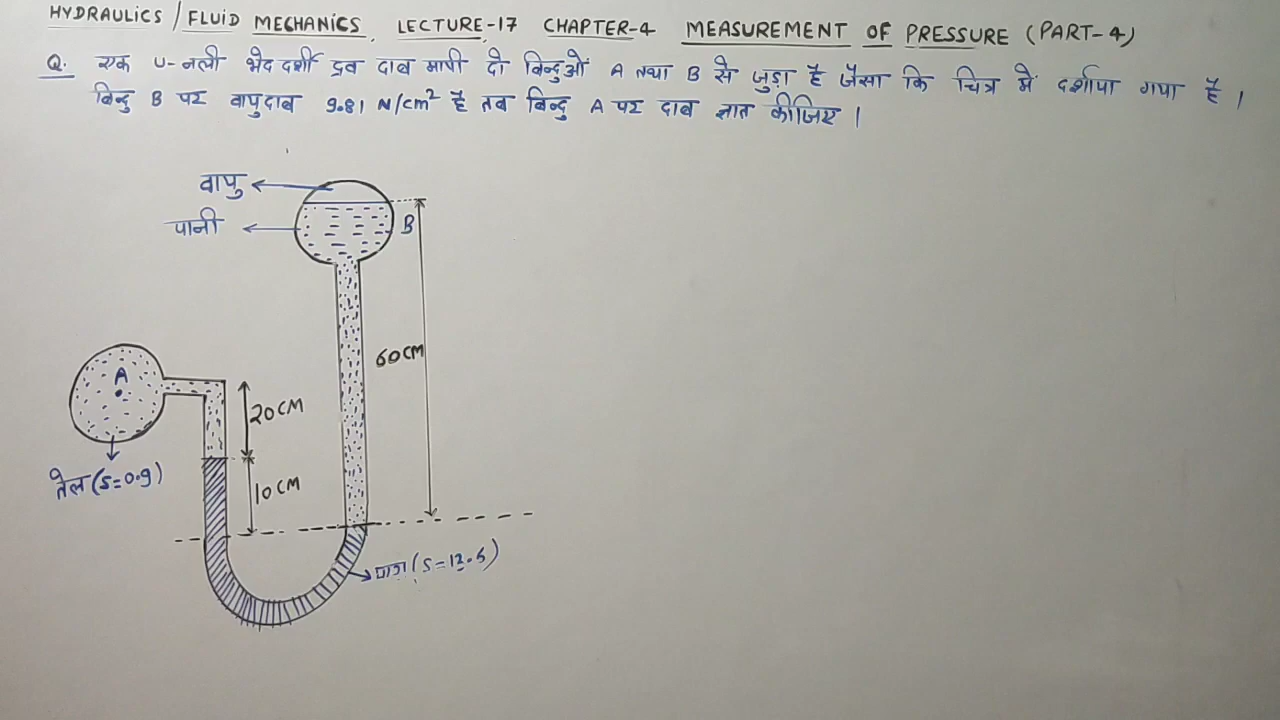 HYDRAULICS / FLUID MECHANICS, LECTURE-17 CHAPTER-4 MEASUREMENT OF PRESSURE (PART-4)
Q. एक U-नली भेददर्शी द्रव दाब मापी दो बिन्दुओं A तथा B से जुड़ा है जैसा कि चित्र में दर्शाया गया है।
बिन्दु B पर वायुदाब 9.81 N/cm² है तब बिन्दु A पर दाब ज्ञात कीजिए।
वायु
पानी
B
60CM
A
20CM
तेल (S=0.9)
10CM
पारा (S=13.6)